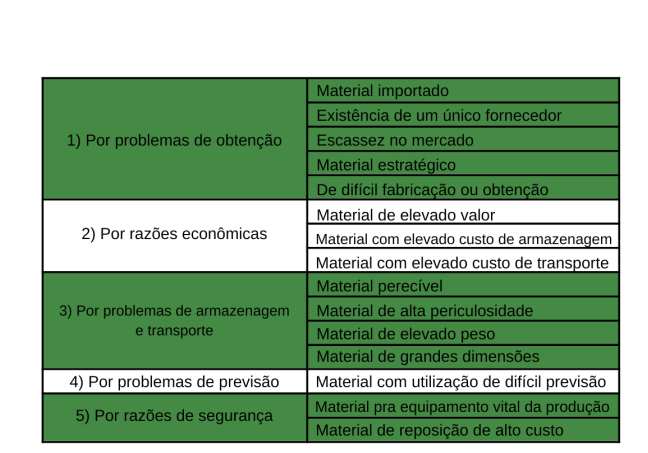 1) Por problemas de obtenção
Material importado
Existência de um único fornecedor
Escassez no mercado
Material estratégico
De difícil fabricação ou obtenção
2) Por razões econômicas
Material de elevado valor
Material com elevado custo de armazenagem
Material com elevado custo de transporte
3) Por problemas de armazenagem
e transporte
Material perecível
Material de alta periculosidade
Material de elevado peso
Material de grandes dimensões
4) Por problemas de previsão
Material com utilização de difícil previsão
5) Por razões de segurança
Material pra equipamento vital da produção
Material de reposição de alto custo